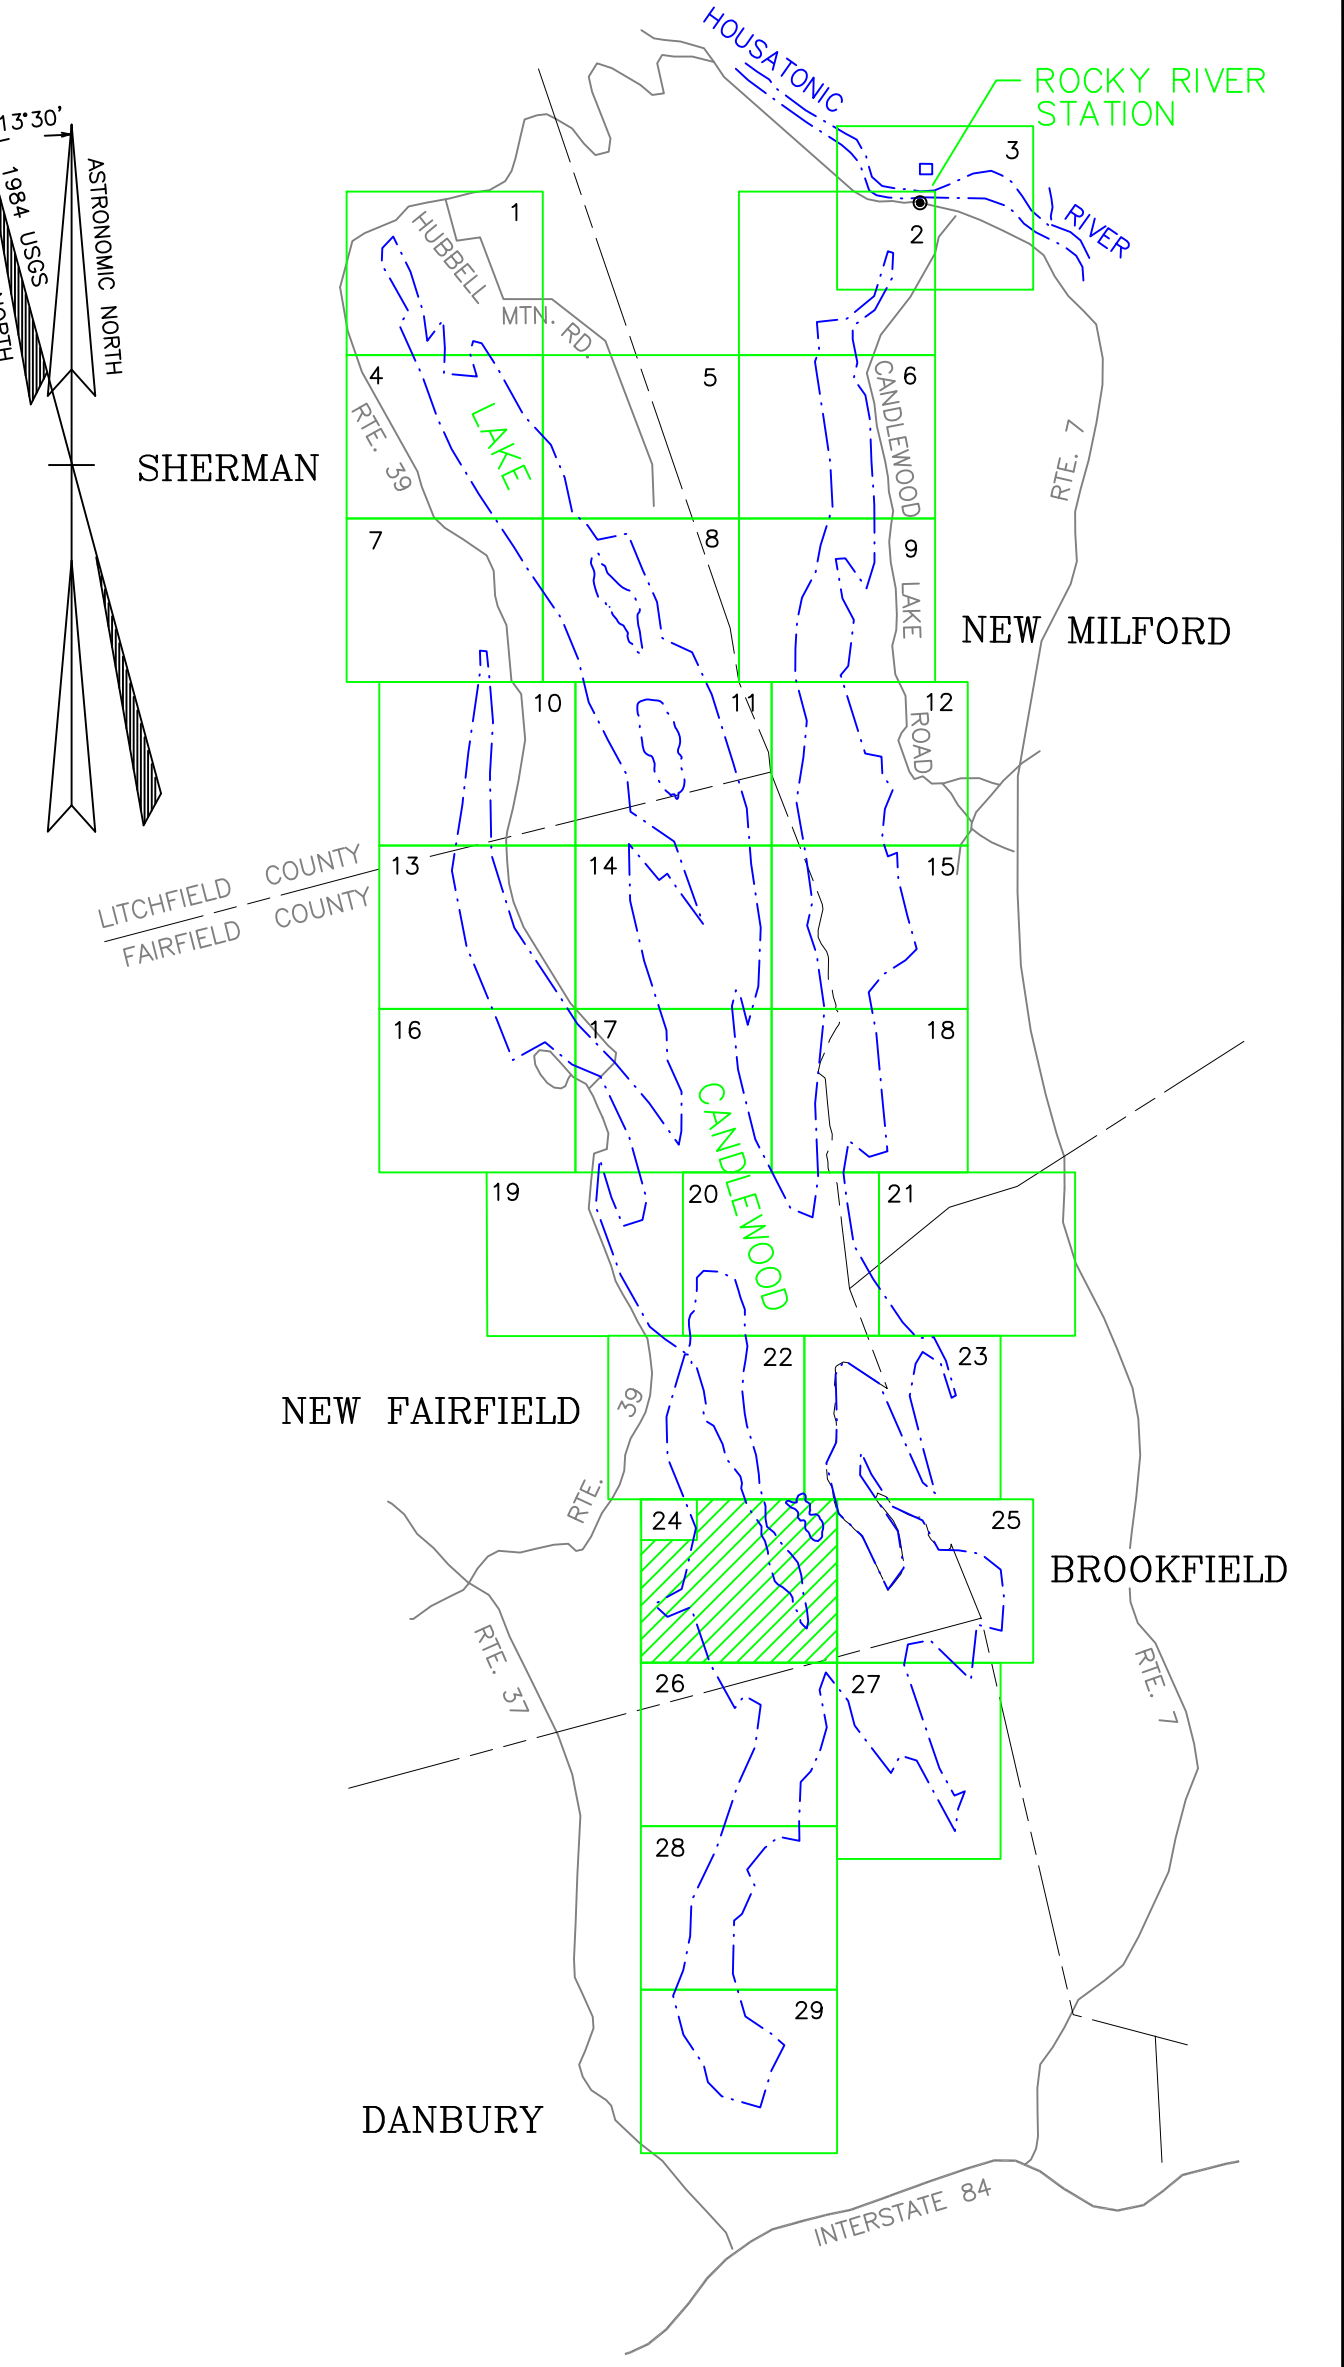 HOUSATONIC
ROCKY RIVER
STATION
13°30'
ASTRONOMIC NORTH
1984 USGS
NORTH
3
RIVER
1
2
HUBBELL
MTN. RD.
4
5
6
LAKE
RTE. 39
CANDLEWOOD
RTE. 7
SHERMAN
7
8
9
LAKE
NEW MILFORD
10
11
12
ROAD
LITCHFIELD COUNTY
FAIRFIELD COUNTY
13
14
15
16
17
18
CANDLEWOOD
19
20
21
22
23
NEW FAIRFIELD
RTE. 39
24
25
BROOKFIELD
RTE. 37
RTE. 7
26
27
28
29
DANBURY
INTERSTATE 84